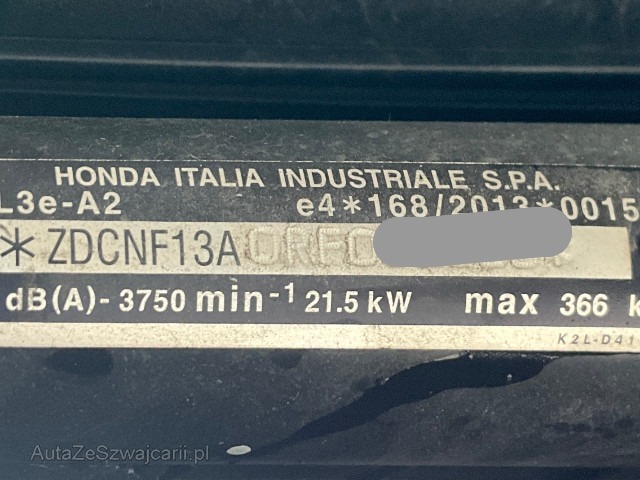 HONDA ITALIA INDUSTRIALE S.P.A.
L3e-A2 e4*168/2013*0015
*ZDCNF13A0RF0
dB(A)- 3750 min-1 21.5 kW max 366 k
K2L-D41
AutaZeSzwajcarii.pl